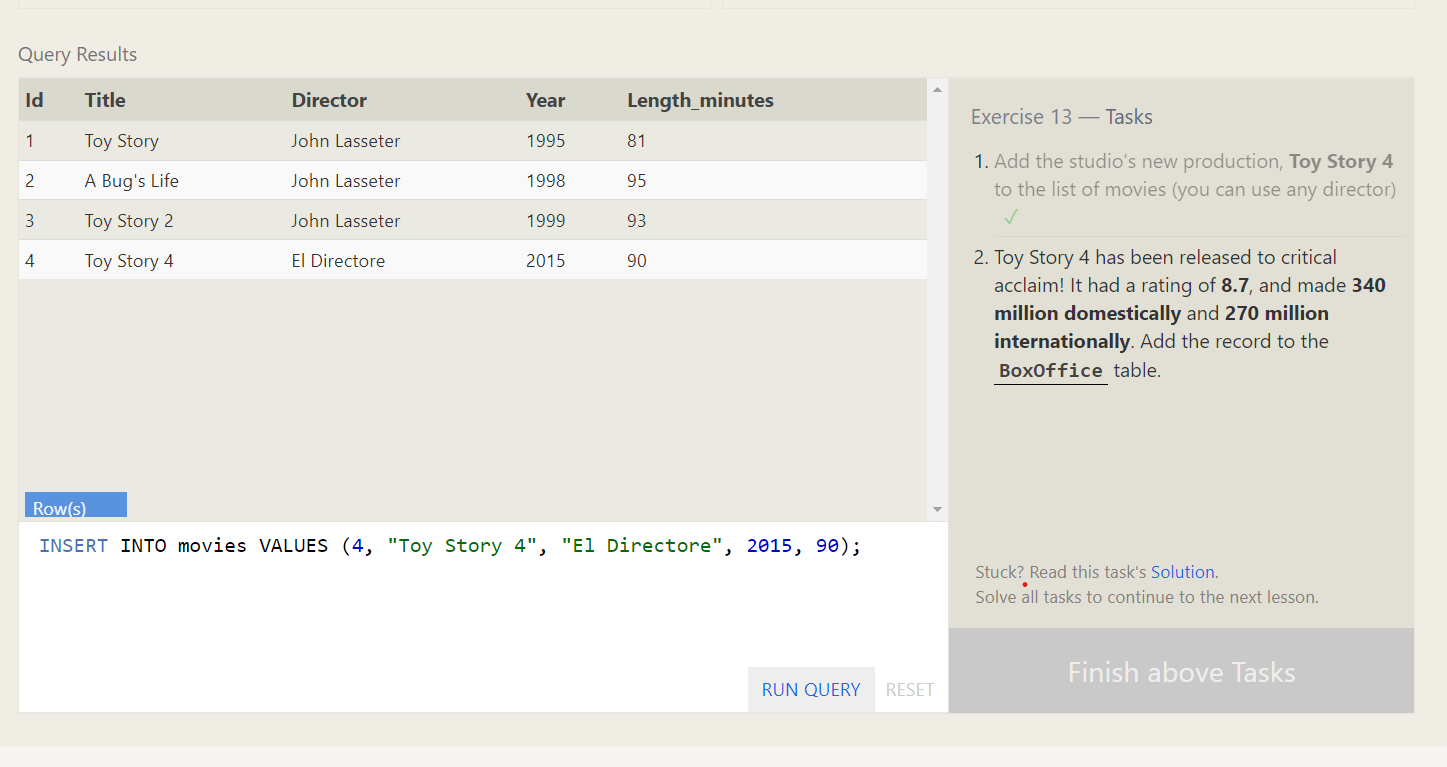 Query Results
Id Title Director Year Length_minutes
1 Toy Story John Lasseter 1995 81
2 A Bug's Life John Lasseter 1998 95
3 Toy Story 2 John Lasseter 1999 93
4 Toy Story 4 El Directore 2015 90
Row(s)
INSERT INTO movies VALUES (4, "Toy Story 4", "El Directore", 2015, 90);
RUN QUERY RESET
Exercise 13 — Tasks
1. Add the studio's new production, Toy Story 4
to the list of movies (you can use any director)
✓
2. Toy Story 4 has been released to critical
acclaim! It had a rating of 8.7, and made 340
million domestically and 270 million
internationally. Add the record to the
BoxOffice table.
Stuck? Read this task's Solution.
Solve all tasks to continue to the next lesson.
Finish above Tasks